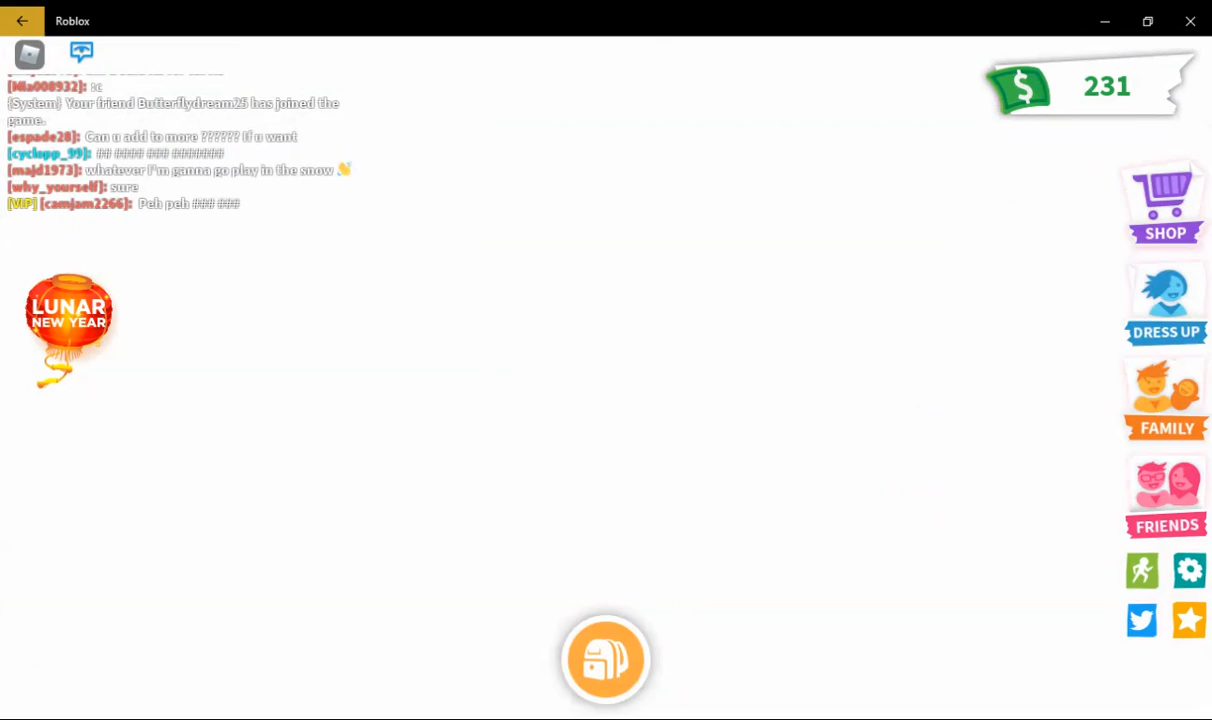 Roblox
[Mia008932]: :c
{System} Your friend Butterflydream25 has joined the
game.
[espade28]: Can u add to more ?????? If u want
[cyclopp_99]: ## #### ### #######
[majd1973]: whatever I'm ganna go play in the snow 👋
[why_yourself]: sure
[VIP] [camjam2266]: Peh peh ### ###
$ 231
LUNAR
NEW YEAR
SHOP
DRESS UP
FAMILY
FRIENDS